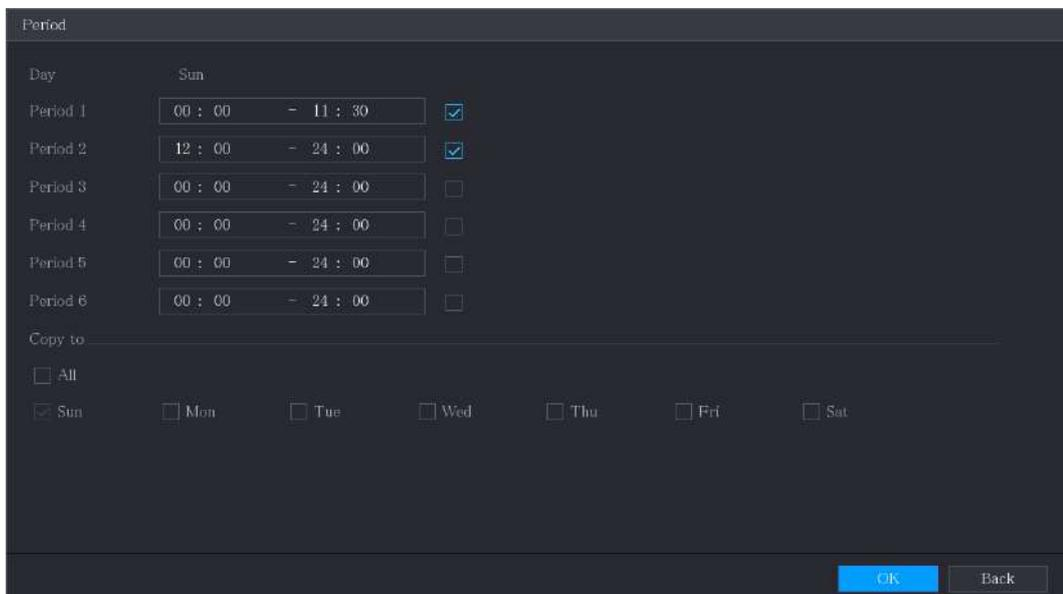 Period
Day Sun
Period 1 00 : 00 - 11 : 30
Period 2 12 : 00 - 24 : 00
Period 3 00 : 00 - 24 : 00
Period 4 00 : 00 - 24 : 00
Period 5 00 : 00 - 24 : 00
Period 6 00 : 00 - 24 : 00
Copy to
All
Sun Mon Tue Wed Thu Fri Sat
OK Back